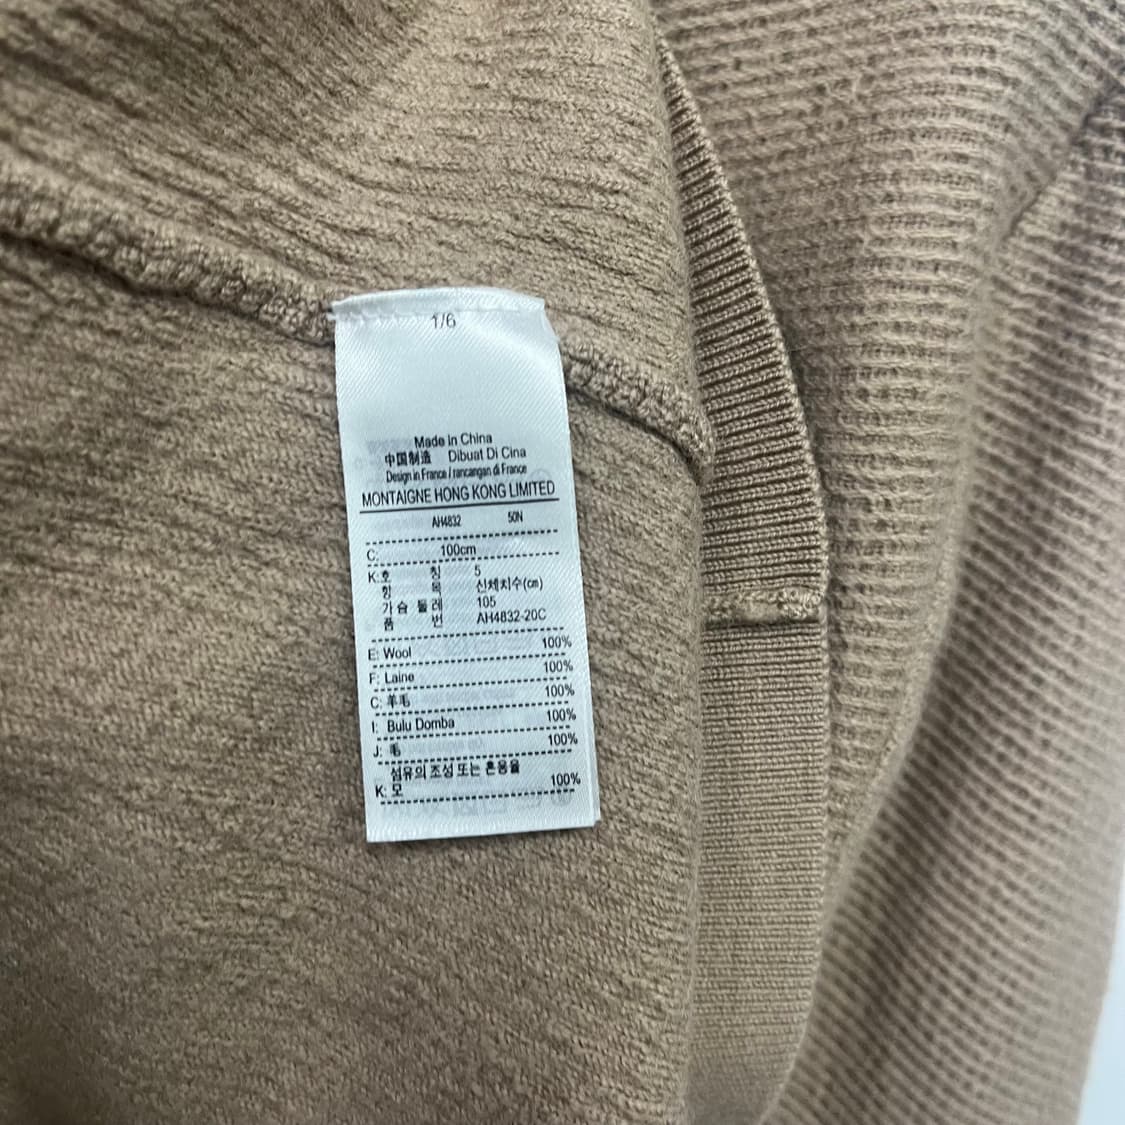 1/6
Made in China
中国制造 Dibuat Di Cina
Design in France / rancangan di France
MONTAIGNE HONG KONG LIMITED
AH4832 50N
C: 100cm
K:호 칭 5
항 목 신체치수(㎝)
가슴둘레 105
품 번 AH4832-20C
E: Wool 100%
F: Laine 100%
C: 羊毛 100%
I: Bulu Domba 100%
J: 毛 100%
섬유의 조성 또는 혼용율
K: 모 100%